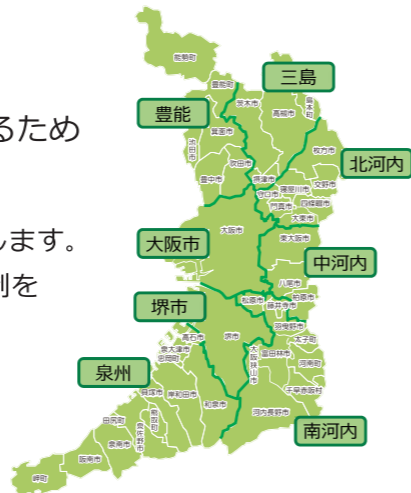 能勢町
豊能町
三島
茨木市
島本町
高槻市
豊能
るため
箕面市
池田市
枚方市
吹田市
北河内
豊中市
摂津市
交野市
守口市
寝屋川市
門真市
四條畷市
大東市
します。
大阪市
大阪市
東大阪市
中河内
例を
八尾市
柏原市
堺市
松原市
藤井寺市
羽曳野市
高石市
太子町
泉大津市
堺市
忠岡町
大阪狭山市
富田林市
河南町
泉州
貝塚市
岸和田市
千早赤阪村
和泉市
熊取町
田尻町
河内長野市
南河内
泉佐野市
泉南市
阪南市
岬町